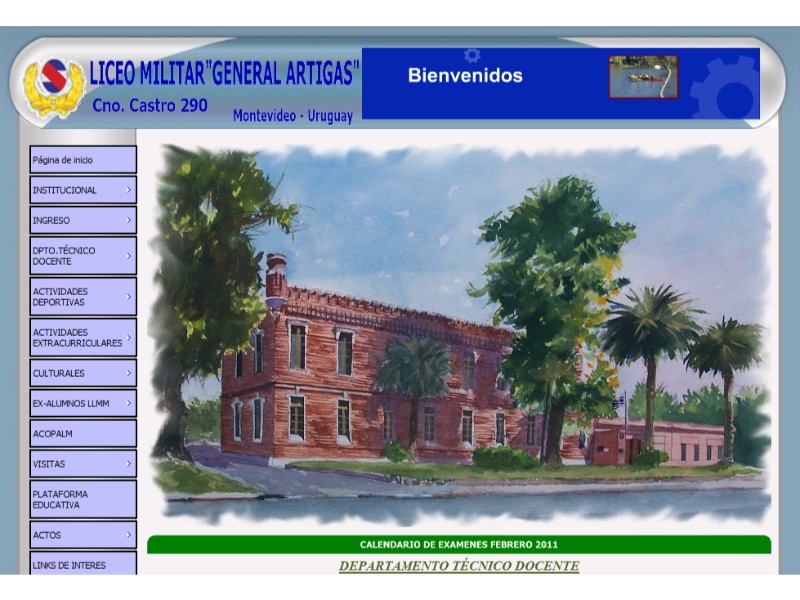 LICEO MILITAR"GENERAL ARTIGAS"
Cno. Castro 290
Montevideo - Uruguay
Bienvenidos
Página de inicio
INSTITUCIONAL
INGRESO
DPTO.TÉCNICO
DOCENTE
ACTIVIDADES
DEPORTIVAS
ACTIVIDADES
EXTRACURRICULARES
CULTURALES
EX-ALUMNOS LLMM
ACOPALM
VISITAS
PLATAFORMA
EDUCATIVA
ACTOS
LINKS DE INTERES
CALENDARIO DE EXAMENES FEBRERO 2011
DEPARTAMENTO TÉCNICO DOCENTE